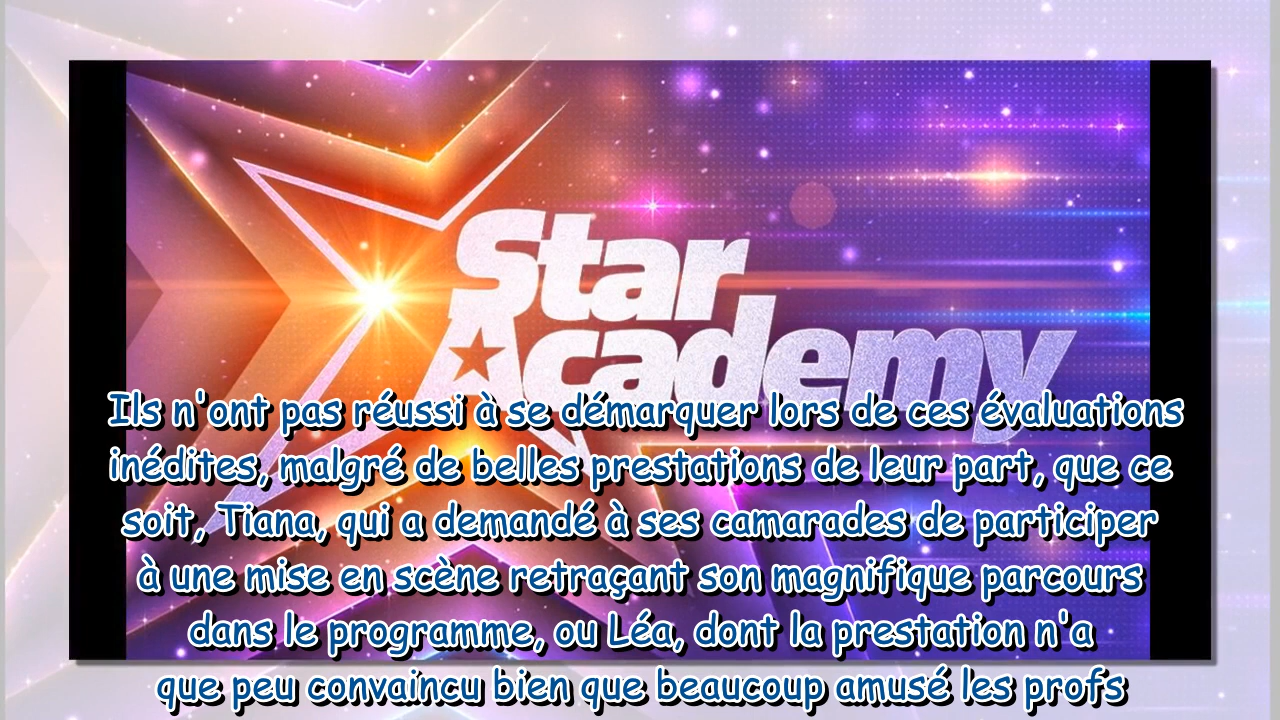 Star
Academy
Ils n'ont pas réussi à se démarquer lors de ces évaluations
inédites, malgré de belles prestations de leur part, que ce
soit, Tiana, qui a demandé à ses camarades de participer
à une mise en scène retraçant son magnifique parcours
dans le programme, ou Léa, dont la prestation n'a
que peu convaincu bien que beaucoup amusé les profs